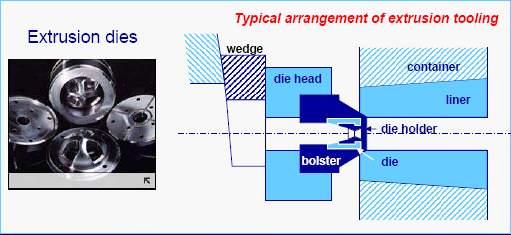 Typical arrangement of extrusion tooling
Extrusion dies
wedge
die head
container
liner
die holder
bolster
die